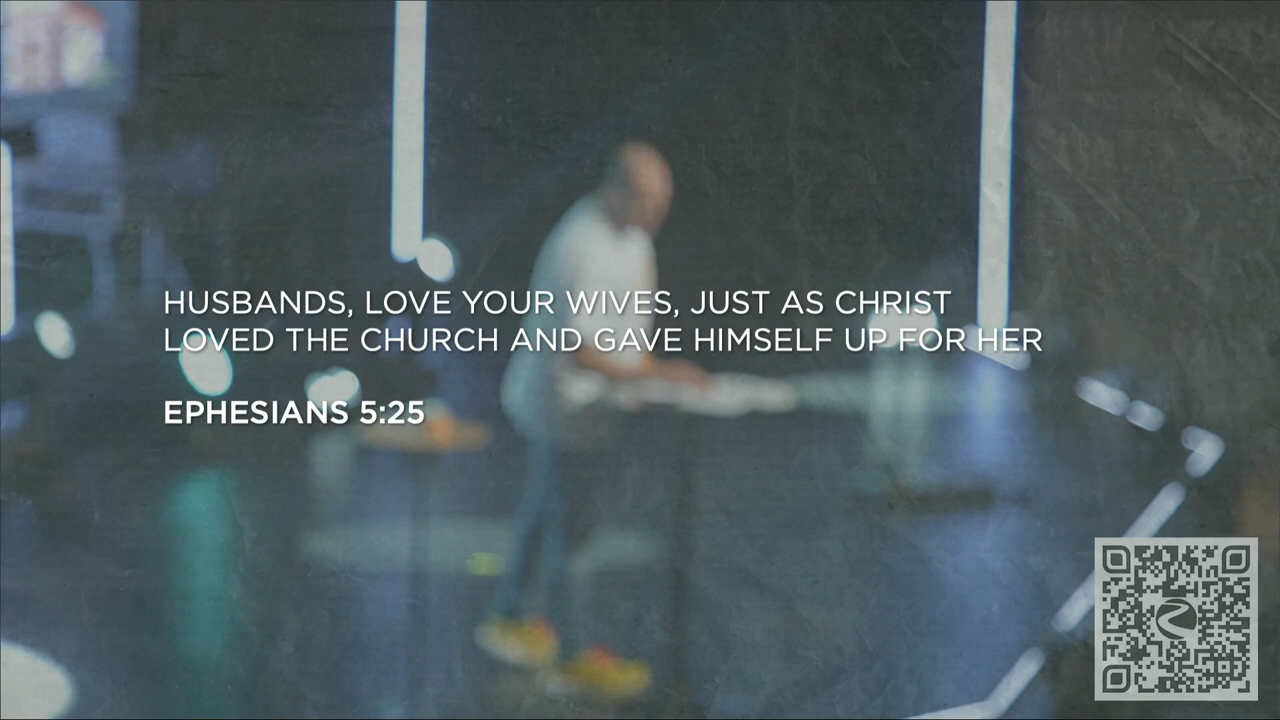 HUSBANDS, LOVE YOUR WIVES, JUST AS CHRIST
LOVED THE CHURCH AND GAVE HIMSELF UP FOR HER
EPHESIANS 5:25